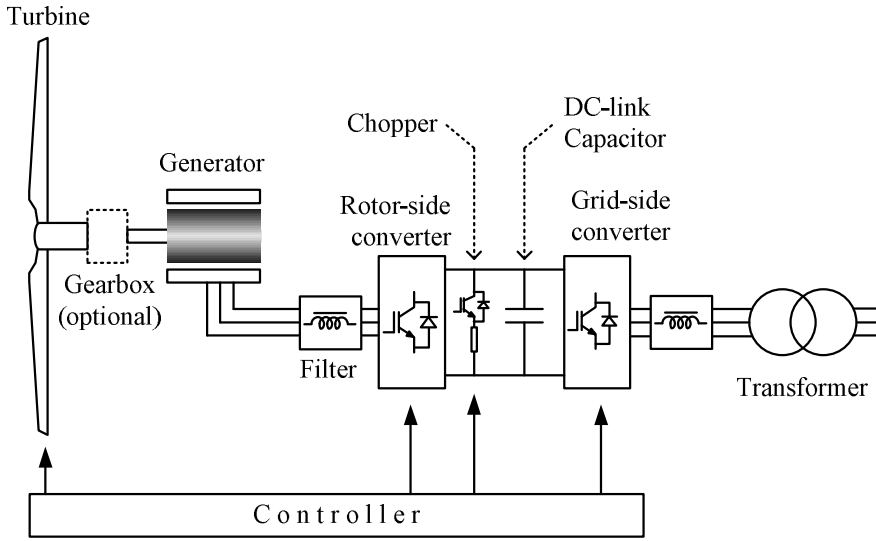 Turbine
DC-link
Capacitor
Chopper
Generator
Grid-side
converter
Rotor-side
converter
Gearbox
(optional)
Filter
Transformer
Controller